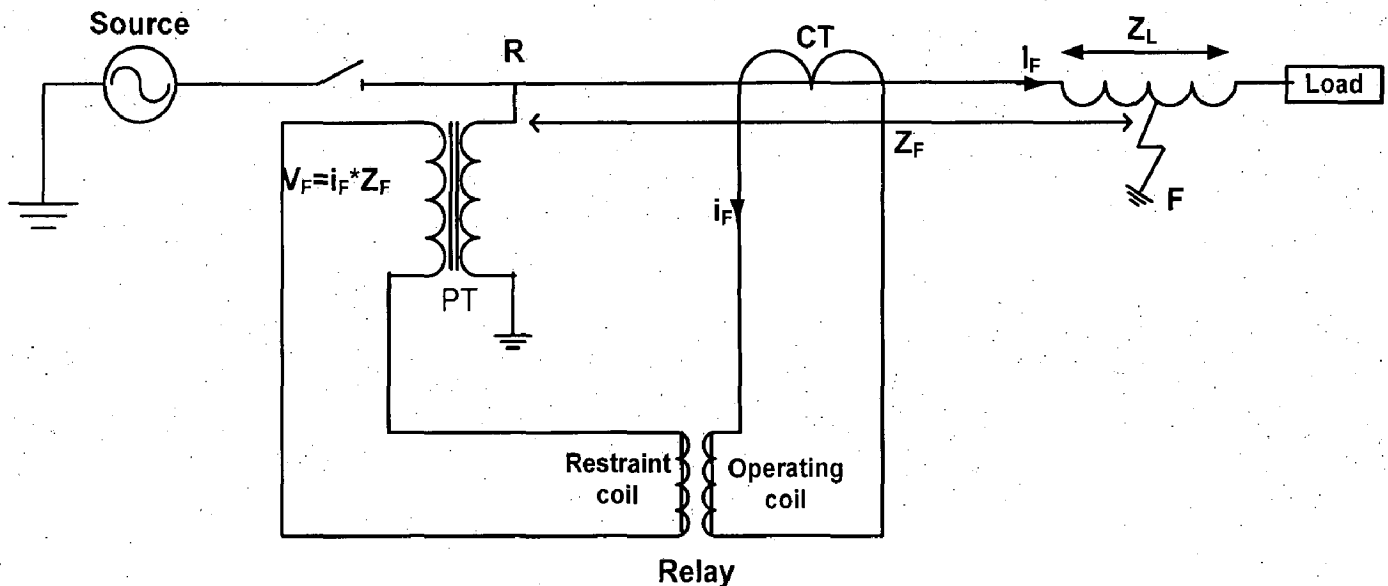 Source
R
CT
Z_L
I_F
Load
Z_F
V_F=i_F*Z_F
i_F
F
PT
Restraint coil
Operating coil
Relay